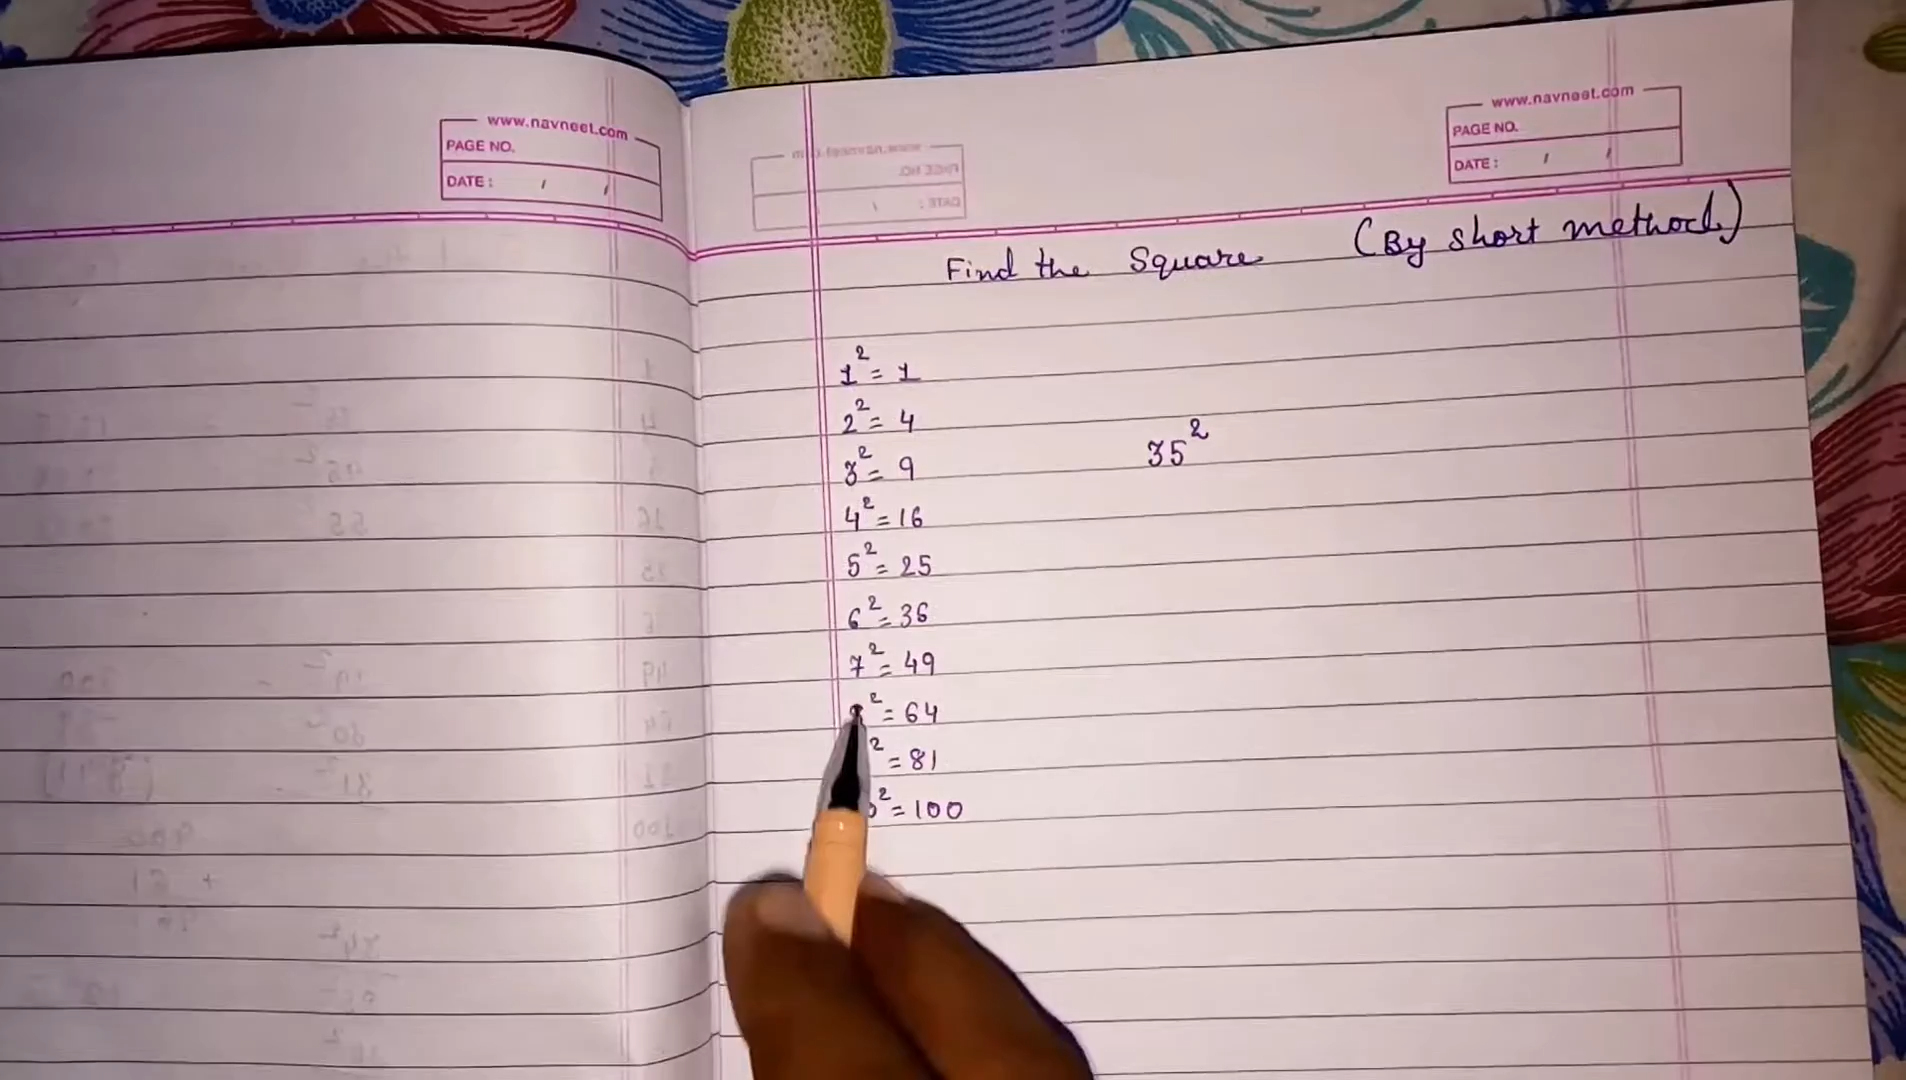 www.navneet.com
PAGE NO.
DATE : / /
www.navneet.com
PAGE NO.
DATE : / /
Find the Square (By short method)
1² = 1
2² = 4
3² = 9
4² = 16
5² = 25
6² = 36
7² = 49
² = 64
² = 81
² = 100
35²